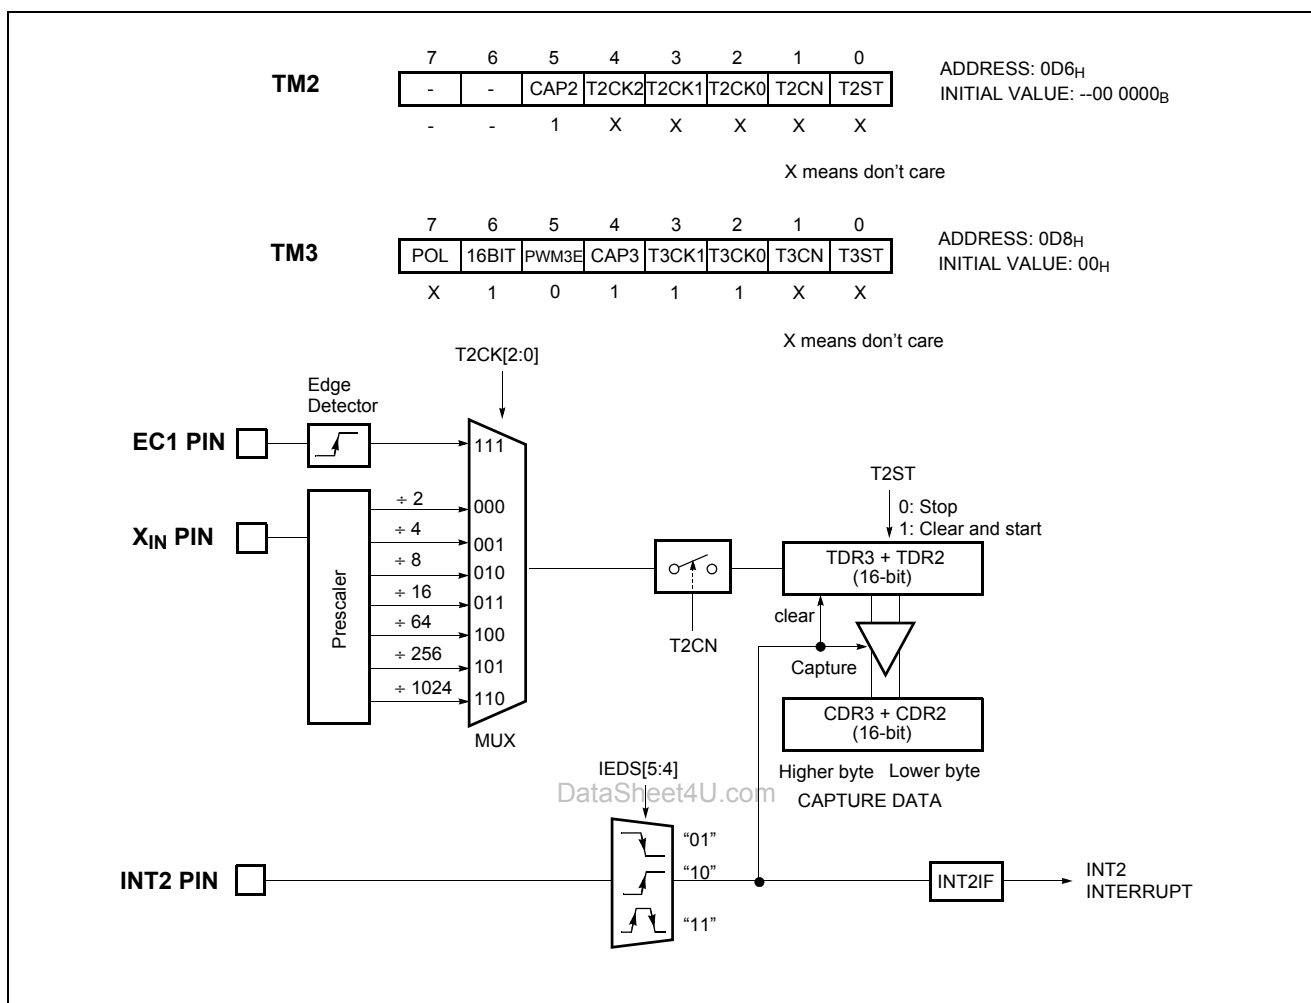 7 6 5 4 3 2 1 0
TM2
- - CAP2 T2CK2 T2CK1 T2CK0 T2CN T2ST
- - 1 X X X X X
ADDRESS: 0D6H
INITIAL VALUE: --00 0000B
X means don't care
7 6 5 4 3 2 1 0
TM3
POL 16BIT PWM3E CAP3 T3CK1 T3CK0 T3CN T3ST
X 1 0 1 1 1 X X
ADDRESS: 0D8H
INITIAL VALUE: 00H
X means don't care
T2CK[2:0]
Edge
Detector
EC1 PIN
111
XIN PIN
Prescaler
÷ 2 000
÷ 4 001
÷ 8 010
÷ 16 011
÷ 64 100
÷ 256 101
÷ 1024 110
MUX
T2CN
T2ST
0: Stop
1: Clear and start
TDR3 + TDR2
(16-bit)
clear
Capture
CDR3 + CDR2
(16-bit)
Higher byte Lower byte
CAPTURE DATA
IEDS[5:4]
DataSheet4U.com
"01"
"10"
"11"
INT2 PIN
INT2IF
INT2
INTERRUPT